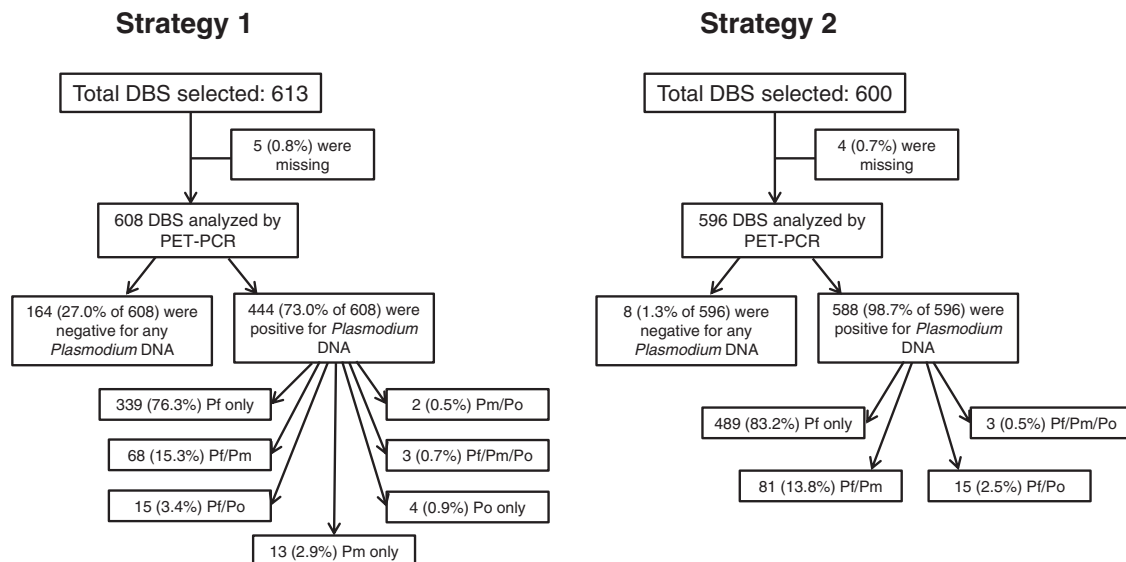 Strategy 1
Total DBS selected: 613
5 (0.8%) were
missing
608 DBS analyzed by
PET-PCR
164 (27.0% of 608) were
negative for any
Plasmodium DNA
444 (73.0% of 608) were
positive for Plasmodium
DNA
339 (76.3%) Pf only
2 (0.5%) Pm/Po
68 (15.3%) Pf/Pm
3 (0.7%) Pf/Pm/Po
15 (3.4%) Pf/Po
4 (0.9%) Po only
13 (2.9%) Pm only
Strategy 2
Total DBS selected: 600
4 (0.7%) were
missing
596 DBS analyzed by
PET-PCR
8 (1.3% of 596) were
negative for any
Plasmodium DNA
588 (98.7% of 596) were
positive for Plasmodium
DNA
489 (83.2%) Pf only
3 (0.5%) Pf/Pm/Po
81 (13.8%) Pf/Pm
15 (2.5%) Pf/Po